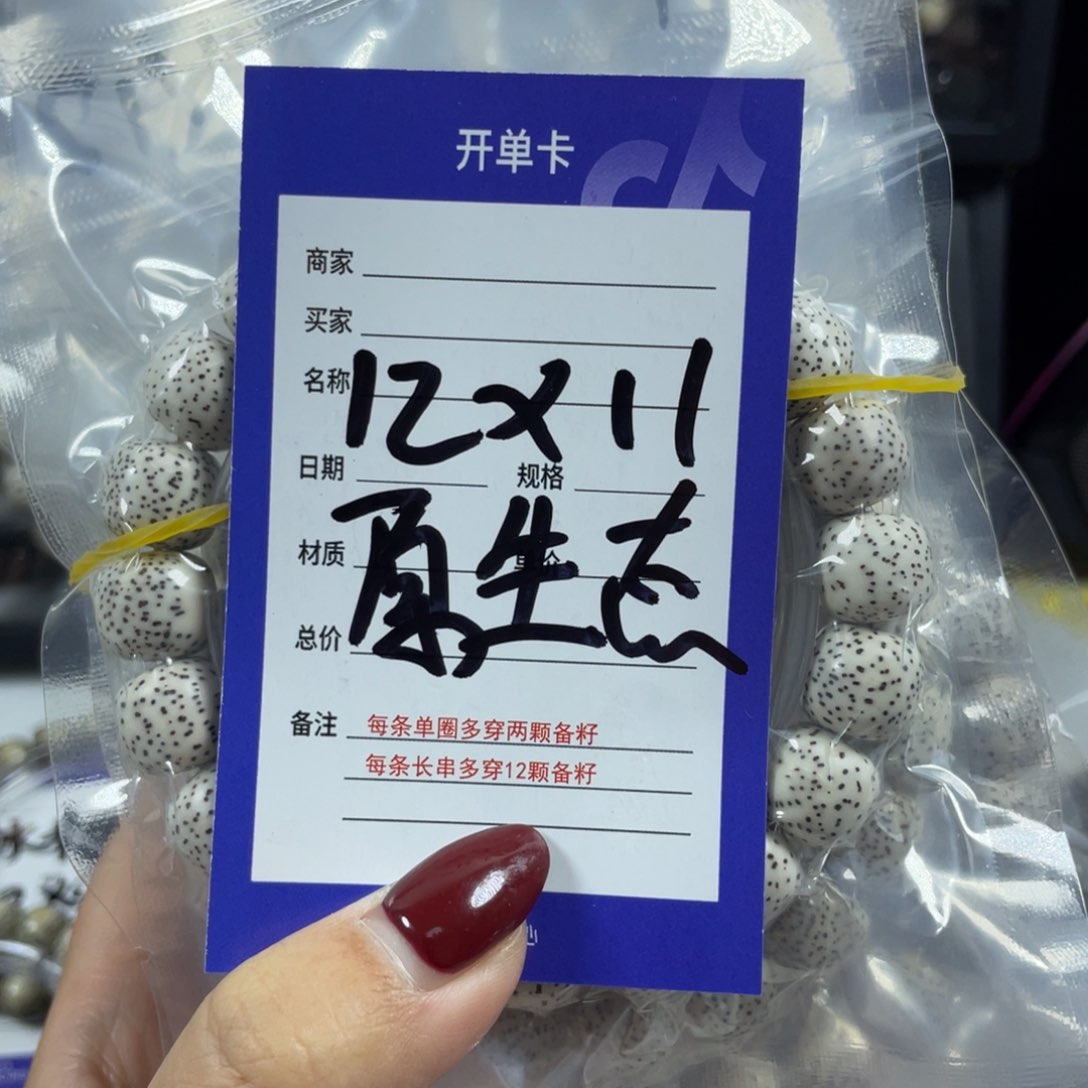 开单卡
商家
买家
名称
12x11
日期 规格
原生态
材质 单价
总价
备注 每条单圈多穿两颗备籽
每条长串多穿12颗备籽